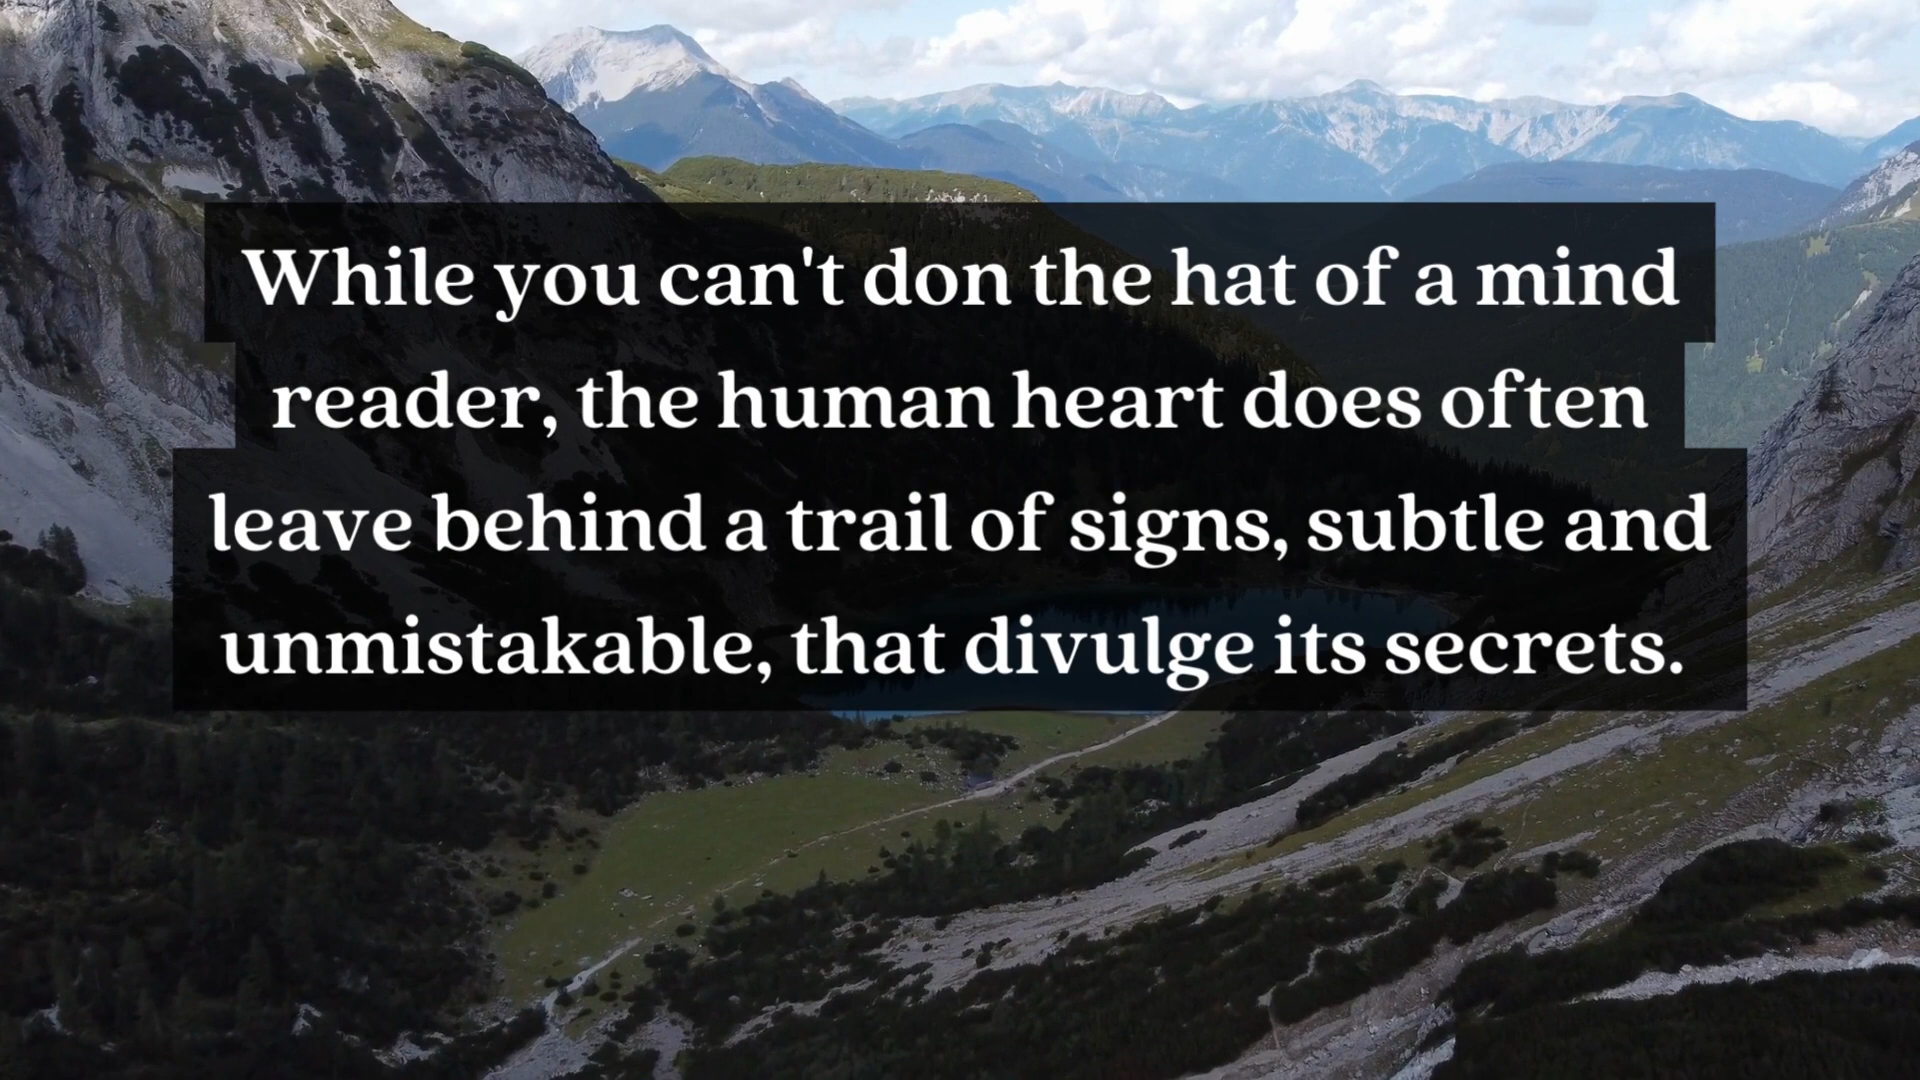 While you can't don the hat of a mind
reader, the human heart does often
leave behind a trail of signs, subtle and
unmistakable, that divulge its secrets.